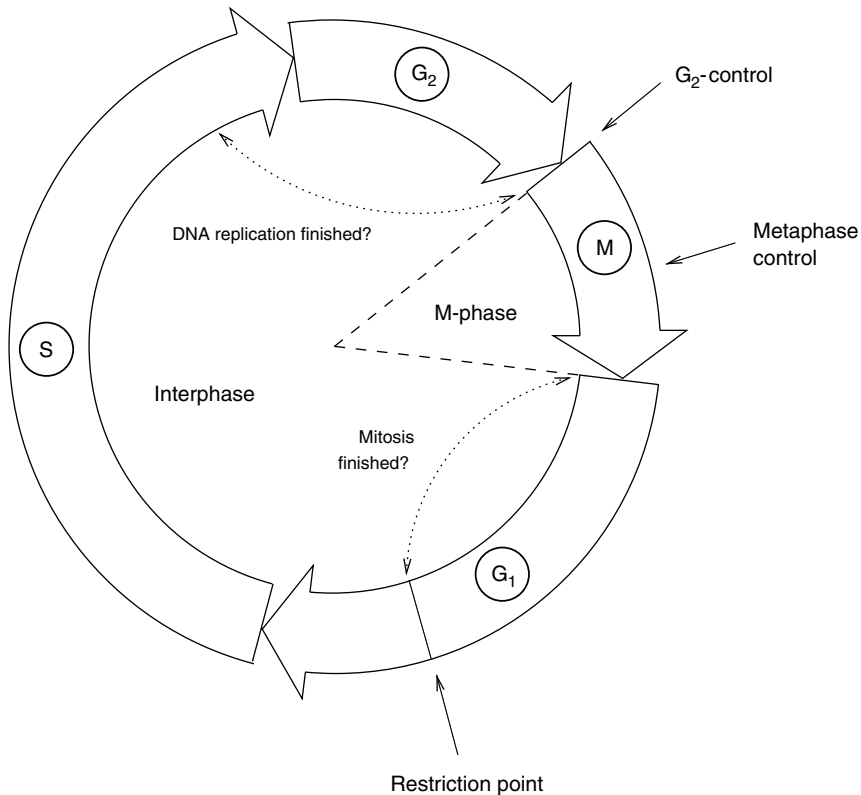 G2
G2-control
M
Metaphase
control
DNA replication finished?
M-phase
S
Interphase
Mitosis
finished?
G1
Restriction point